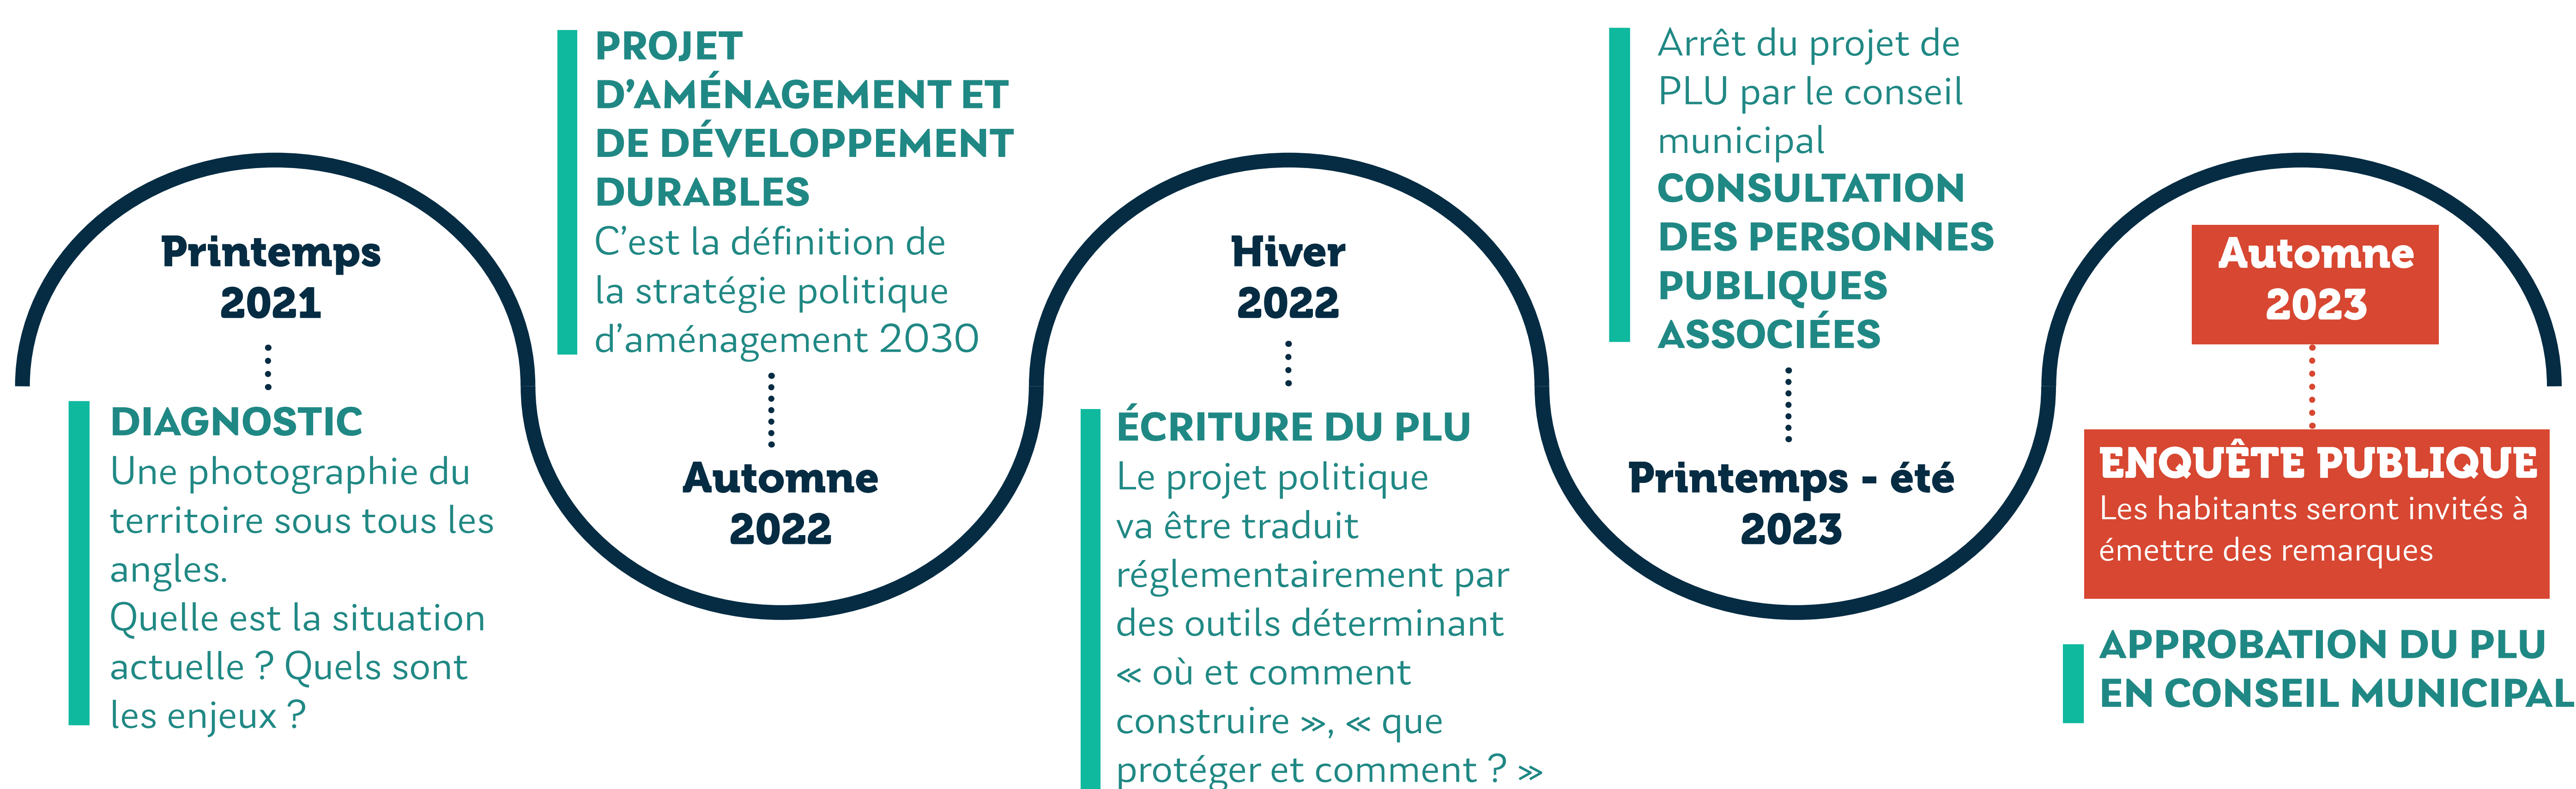 Printemps
2021
DIAGNOSTIC
Une photographie du
territoire sous tous les
angles.
Quelle est la situation
actuelle ? Quels sont
les enjeux ?
PROJET
D’AMÉNAGEMENT ET
DE DÉVELOPPEMENT
DURABLES
C’est la définition de
la stratégie politique
d’aménagement 2030
Automne
2022
Hiver
2022
ÉCRITURE DU PLU
Le projet politique
va être traduit
réglementairement par
des outils déterminant
« où et comment
construire », « que
protéger et comment ? »
Arrêt du projet de
PLU par le conseil
municipal
CONSULTATION
DES PERSONNES
PUBLIQUES
ASSOCIÉES
Printemps - été
2023
Automne
2023
ENQUÊTE PUBLIQUE
Les habitants seront invités à
émettre des remarques
APPROBATION DU PLU
EN CONSEIL MUNICIPAL